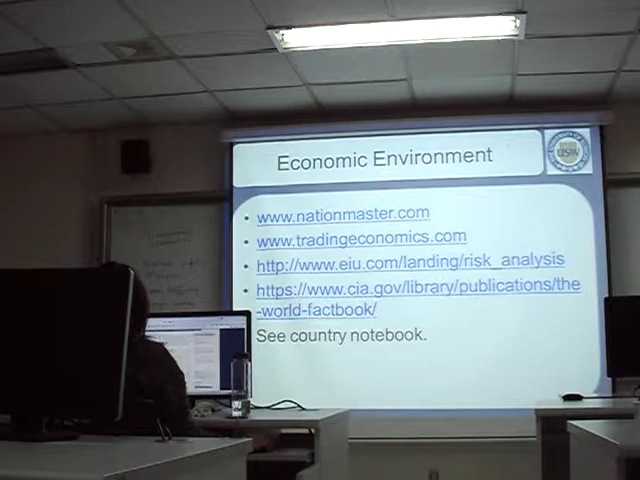 Economic Environment
www.nationmaster.com
www.tradingeconomics.com
http://www.eiu.com/landing/risk_analysis
https://www.cia.gov/library/publications/the
-world-factbook/
See country notebook.